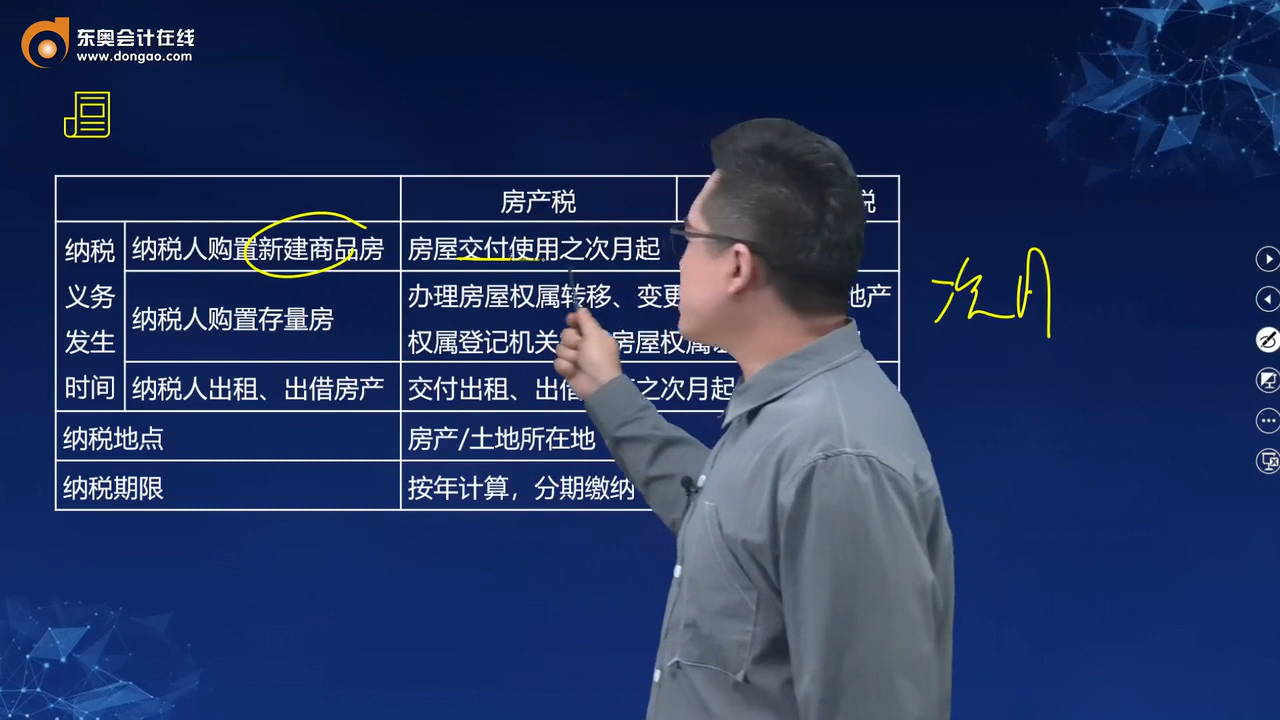 东奥会计在线
www.dongao.com
房产税 税
纳税义务发生时间
纳税人购置新建商品房 房屋交付使用之次月起
纳税人购置存量房 办理房屋权属转移、变更 地产
权属登记机关 房屋权属
纳税人出租、出借房产 交付出租、出借 之次月起
纳税地点 房产/土地所在地
纳税期限 按年计算，分期缴纳
次月